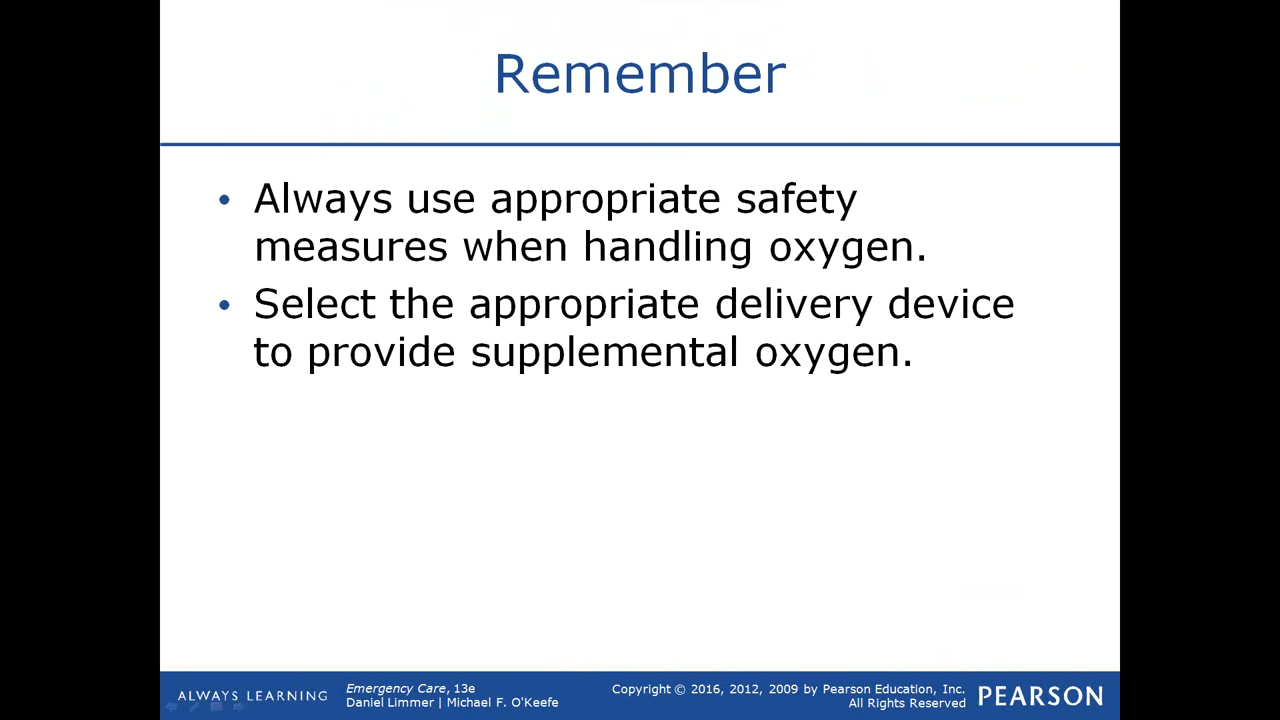 Remember
• Always use appropriate safety
measures when handling oxygen.
• Select the appropriate delivery device
to provide supplemental oxygen.
ALWAYS LEARNING
Emergency Care, 13e
Daniel Limmer | Michael F. O'Keefe
Copyright © 2016, 2012, 2009 by Pearson Education, Inc.
All Rights Reserved
PEARSON